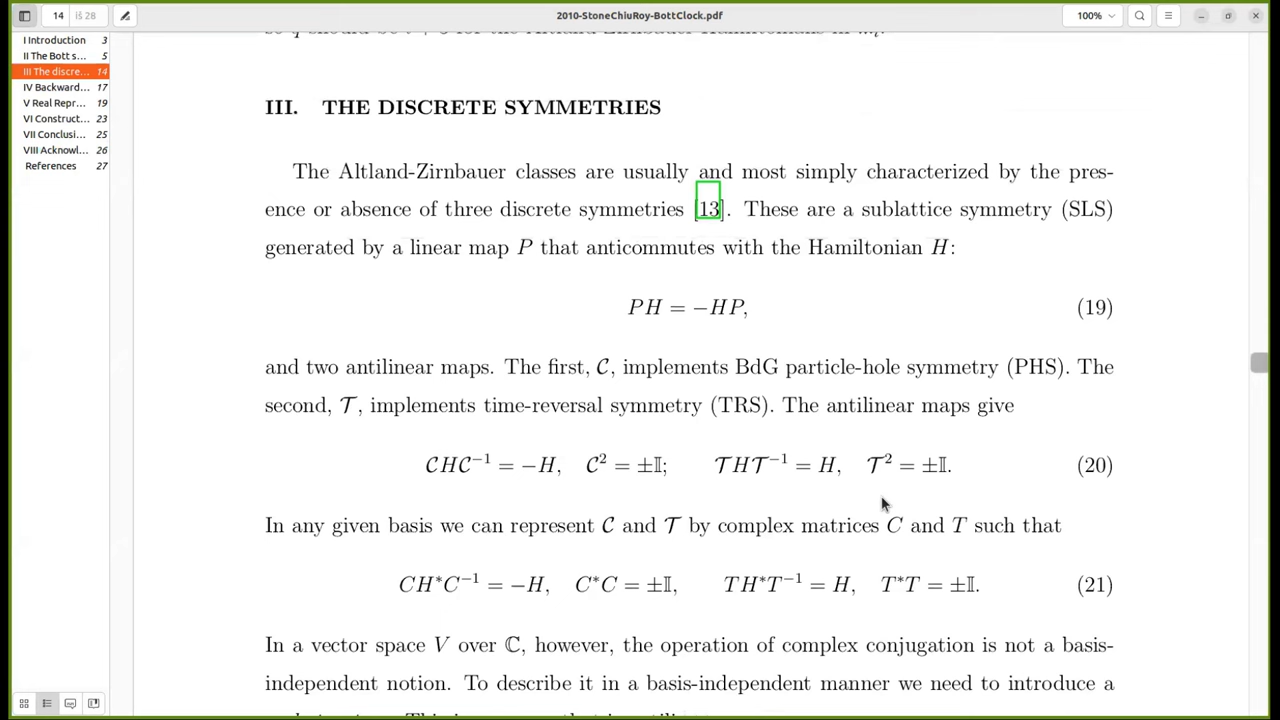 14 iš 28
2010-StoneChiuRoy-BottClock.pdf
100%
I Introduction 3
II The Bott s... 5
III The discre... 14
IV Backward... 17
V Real Repr... 19
VI Construct... 23
VII Conclusi... 25
VIII Acknowl... 26
References 27
III. THE DISCRETE SYMMETRIES
The Altland-Zirnbauer classes are usually and most simply characterized by the pres-
ence or absence of three discrete symmetries [13]. These are a sublattice symmetry (SLS)
generated by a linear map P that anticommutes with the Hamiltonian H:
PH = −HP, (19)
and two antilinear maps. The first, 𝒞, implements BdG particle-hole symmetry (PHS). The
second, 𝒯, implements time-reversal symmetry (TRS). The antilinear maps give
𝒞H𝒞⁻¹ = −H, 𝒞² = ±𝕀; 𝒯H𝒯⁻¹ = H, 𝒯² = ±𝕀. (20)
In any given basis we can represent 𝒞 and 𝒯 by complex matrices C and T such that
CH*C⁻¹ = −H, C*C = ±𝕀, TH*T⁻¹ = H, T*T = ±𝕀. (21)
In a vector space V over ℂ, however, the operation of complex conjugation is not a basis-
independent notion. To describe it in a basis-independent manner we need to introduce a